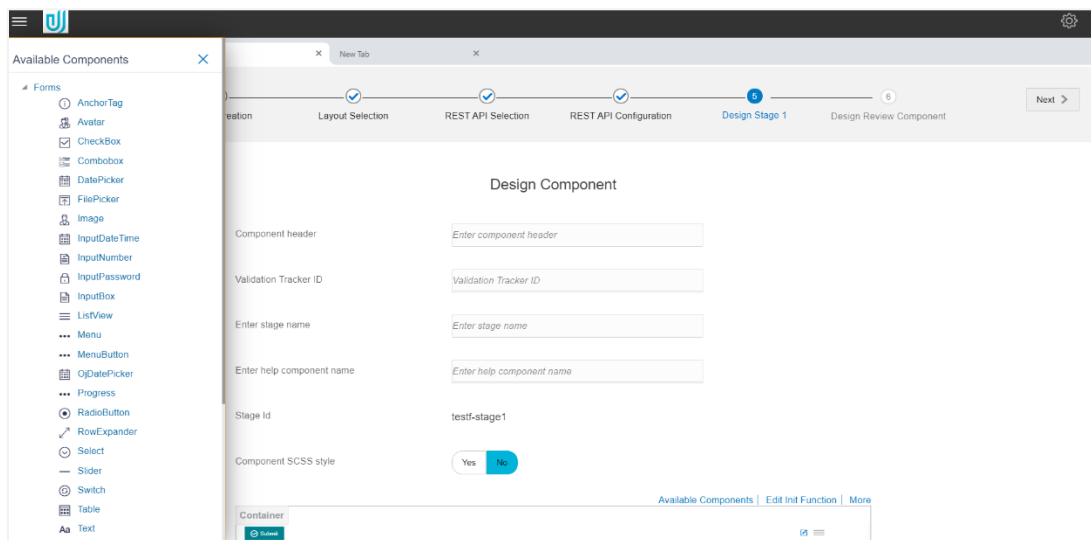 Available Components
Forms
AnchorTag
Avatar
CheckBox
Combobox
DatePicker
FilePicker
Image
InputDateTime
InputNumber
InputPassword
InputBox
ListView
Menu
MenuButton
OjDatePicker
Progress
RadioButton
RowExpander
Select
Slider
Switch
Table
Aa Text
New Tab
5
6
eation
Layout Selection
REST API Selection
REST API Configuration
Design Stage 1
Design Review Component
Next
Design Component
Component header
Enter component header
Validation Tracker ID
Validation Tracker ID
Enter stage name
Enter stage name
Enter help component name
Enter help component name
Stage Id
testf-stage1
Component SCSS style
Yes No
Available Components | Edit Init Function | More
Container
Submit